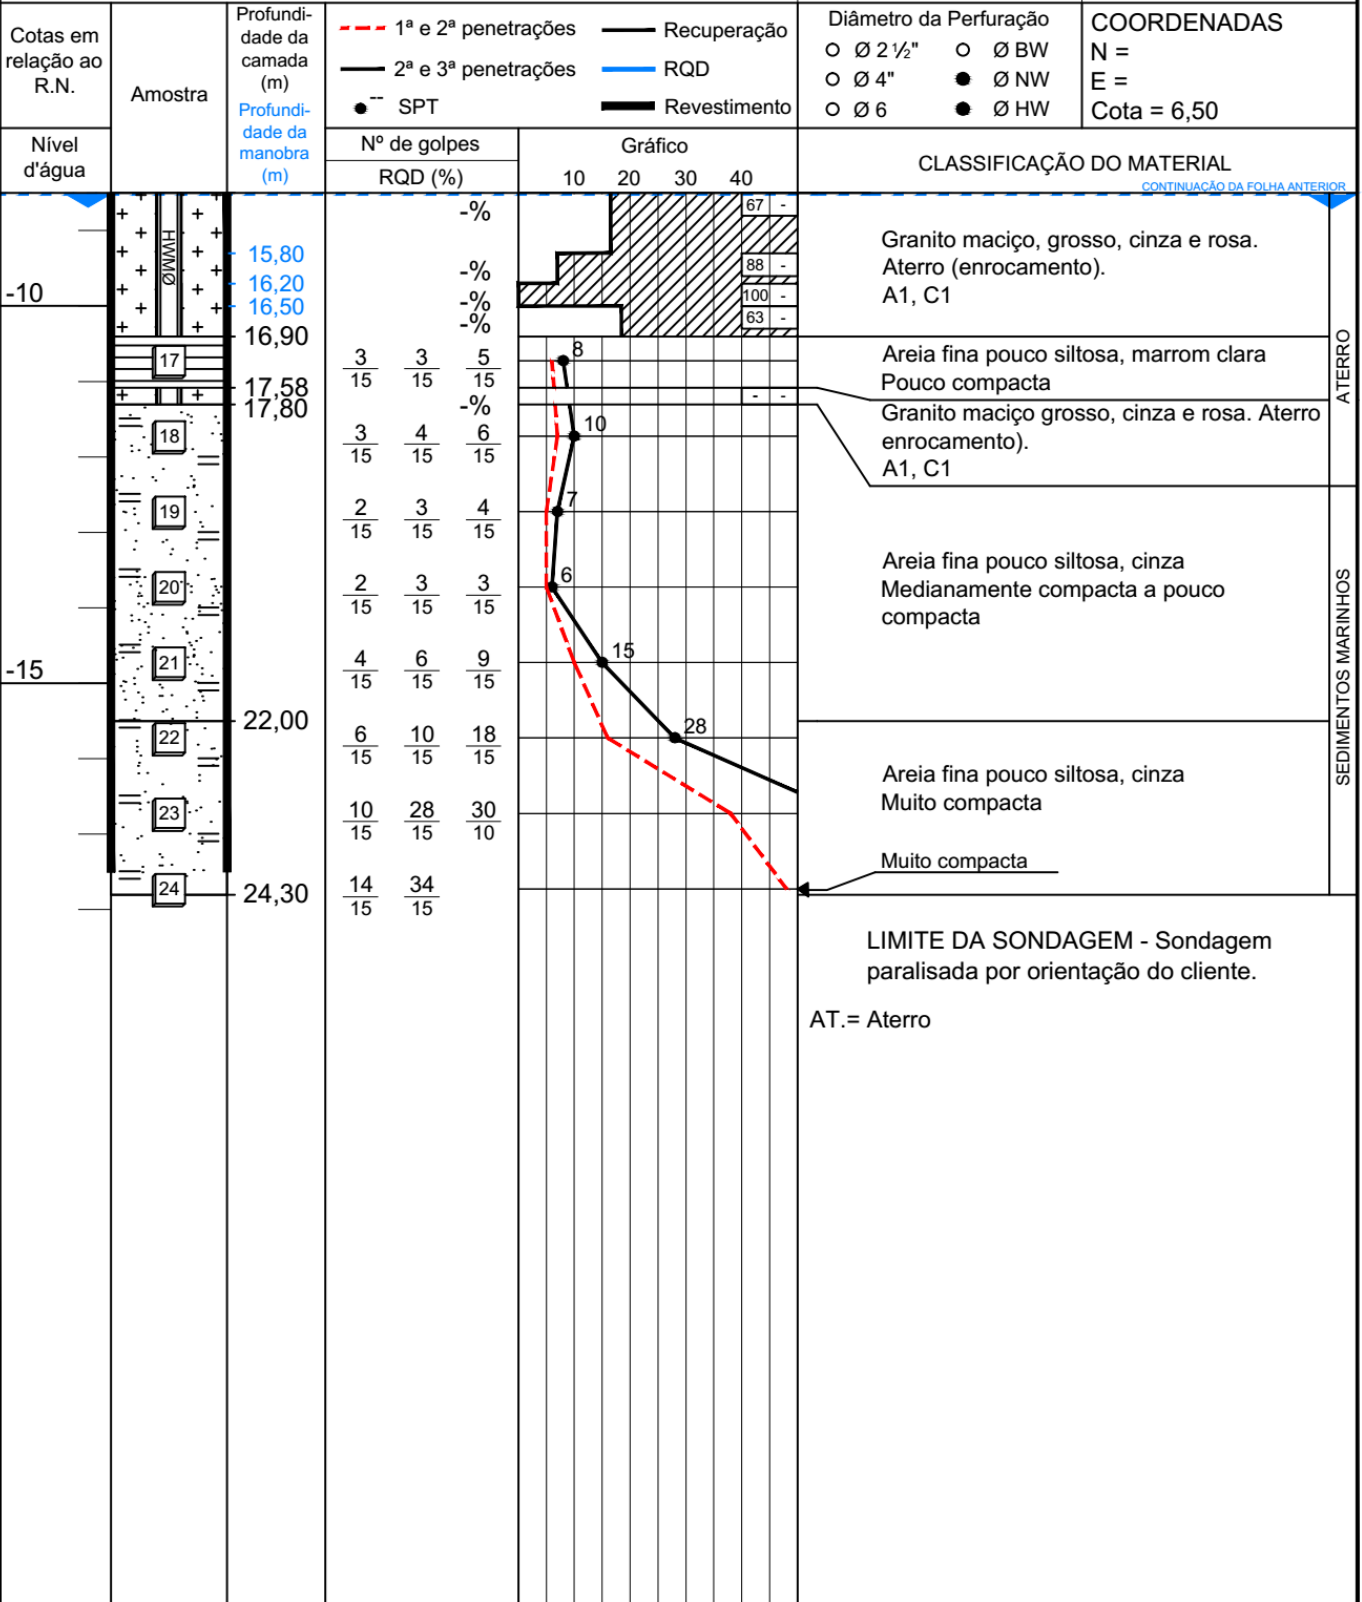 Cotas em
relação ao
R.N.
Amostra
Profundi-
dade da
camada
(m)
Profundi-
dade da
manobra
(m)
1ª e 2ª penetrações
Recuperação
2ª e 3ª penetrações
RQD
SPT
Revestimento
Diâmetro da Perfuração
Ø 2 ½" Ø BW
Ø 4" Ø NW
Ø 6 Ø HW
COORDENADAS
N =
E =
Cota = 6,50
Nível
d'água
Nº de golpes
RQD (%)
Gráfico
10 20 30 40
CLASSIFICAÇÃO DO MATERIAL
CONTINUAÇÃO DA FOLHA ANTERIOR
-10
-15
HWMØ
17
18
19
20
21
22
23
24
15,80
16,20
16,50
16,90
17,58
17,80
22,00
24,30
-%
-%
-%
-%
3 3 5
15 15 15
-%
3 4 6
15 15 15
2 3 4
15 15 15
2 3 3
15 15 15
4 6 9
15 15 15
6 10 18
15 15 15
10 28 30
15 15 10
14 34
15 15
67 -
88 -
100 -
63 -
8
- -
10
7
6
15
28
Granito maciço, grosso, cinza e rosa.
Aterro (enrocamento).
A1, C1
Areia fina pouco siltosa, marrom clara
Pouco compacta
Granito maciço grosso, cinza e rosa. Aterro
enrocamento).
A1, C1
Areia fina pouco siltosa, cinza
Medianamente compacta a pouco
compacta
Areia fina pouco siltosa, cinza
Muito compacta
Muito compacta
ATERRO
SEDIMENTOS MARINHOS
LIMITE DA SONDAGEM - Sondagem
paralisada por orientação do cliente.
AT.= Aterro